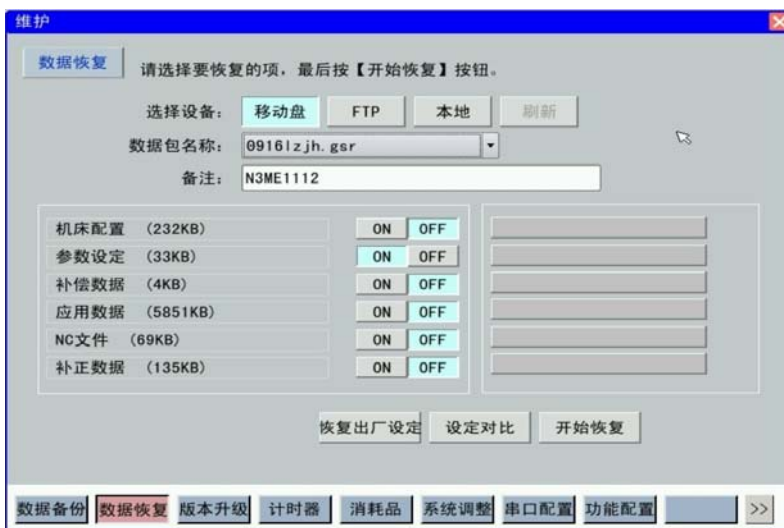 维护
数据恢复 请选择要恢复的项，最后按【开始恢复】按钮。
选择设备： 移动盘 FTP 本地 刷新
数据包名称： 0916lzjh.gsr
备注： N3ME1112
机床配置 (232KB) ON OFF
参数设定 (33KB) ON OFF
补偿数据 (4KB) ON OFF
应用数据 (5851KB) ON OFF
NC文件 (69KB) ON OFF
补正数据 (135KB) ON OFF
恢复出厂设定 设定对比 开始恢复
数据备份 数据恢复 版本升级 计时器 消耗品 系统调整 串口配置 功能配置 >>